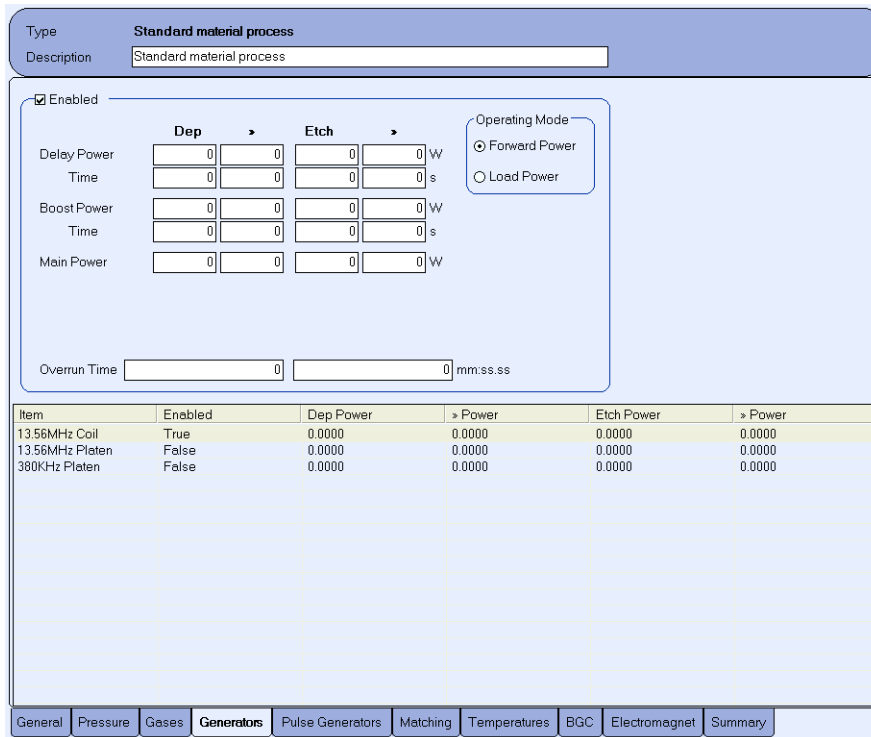 Type Standard material process
Description Standard material process
Enabled
Dep » Etch »
Operating Mode
Forward Power
Load Power
Delay Power 0 0 0 0 W
Time 0 0 0 0 s
Boost Power 0 0 0 0 W
Time 0 0 0 0 s
Main Power 0 0 0 0 W
Overrun Time 0 0 mm:ss.ss
Item Enabled Dep Power » Power Etch Power » Power
13.56MHz Coil True 0.0000 0.0000 0.0000 0.0000
13.56MHz Platen False 0.0000 0.0000 0.0000 0.0000
380KHz Platen False 0.0000 0.0000 0.0000 0.0000
General Pressure Gases Generators Pulse Generators Matching Temperatures BGC Electromagnet Summary